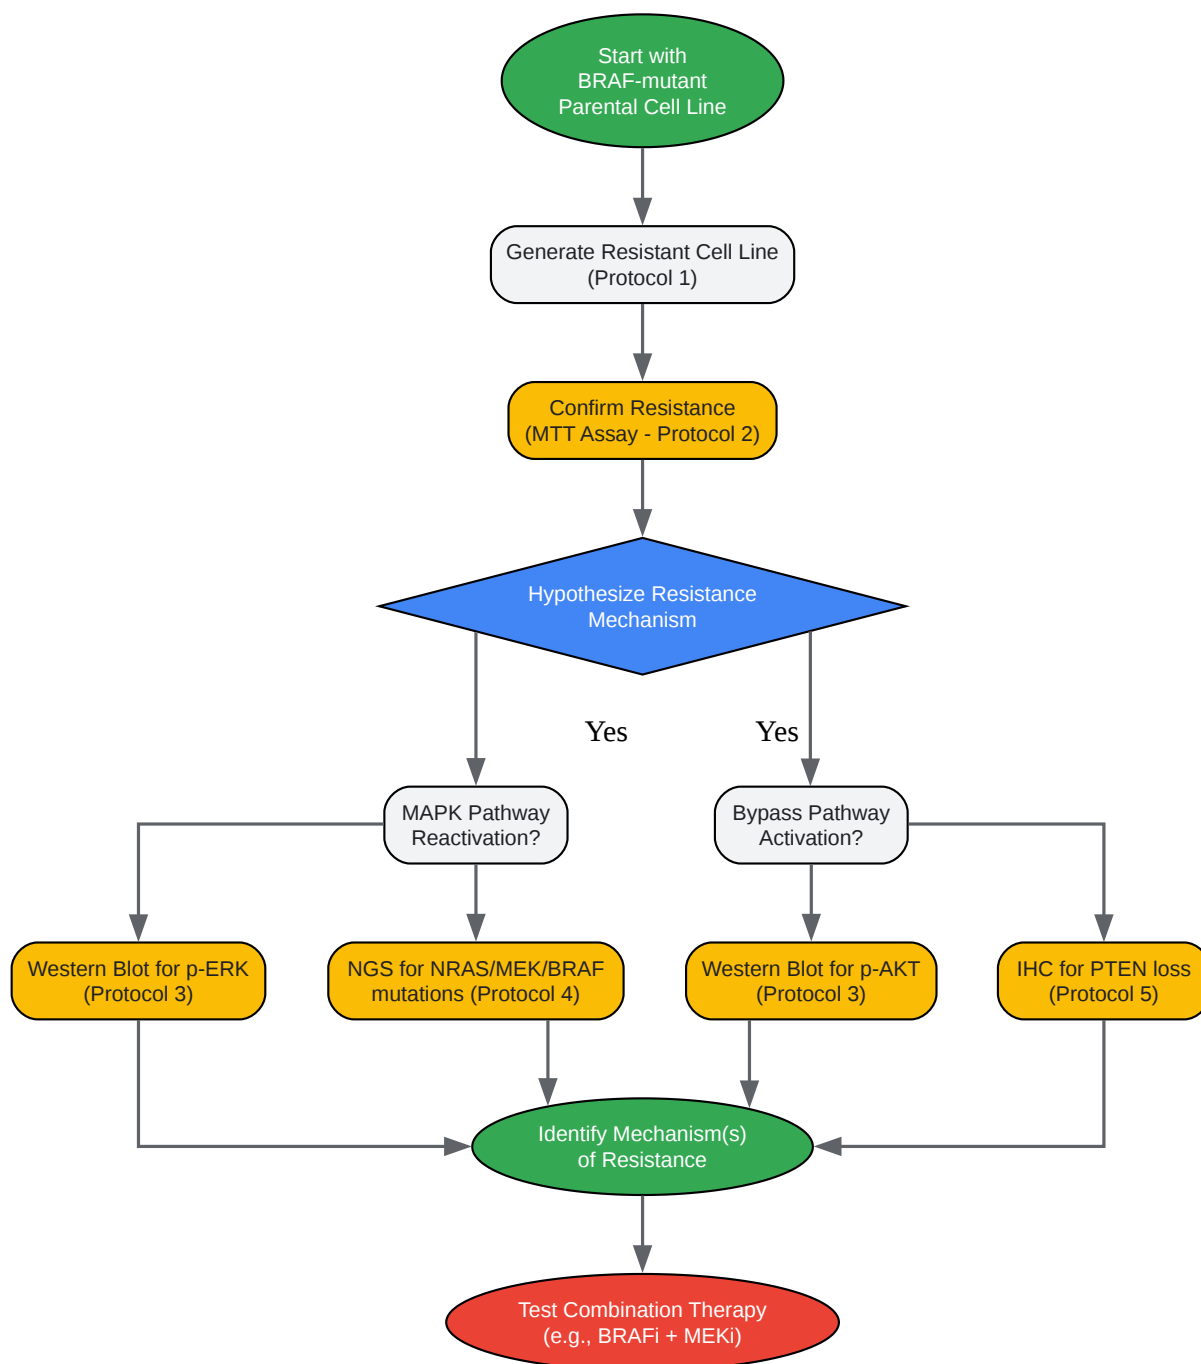 Start with
BRAF-mutant
Parental Cell Line
Generate Resistant Cell Line
(Protocol 1)
Confirm Resistance
(MTT Assay - Protocol 2)
Hypothesize Resistance
Mechanism
Yes
Yes
MAPK Pathway
Reactivation?
Bypass Pathway
Activation?
Western Blot for p-ERK
(Protocol 3)
NGS for NRAS/MEK/BRAF
mutations (Protocol 4)
Western Blot for p-AKT
(Protocol 3)
IHC for PTEN loss
(Protocol 5)
Identify Mechanism(s)
of Resistance
Test Combination Therapy
(e.g., BRAFi + MEKi)